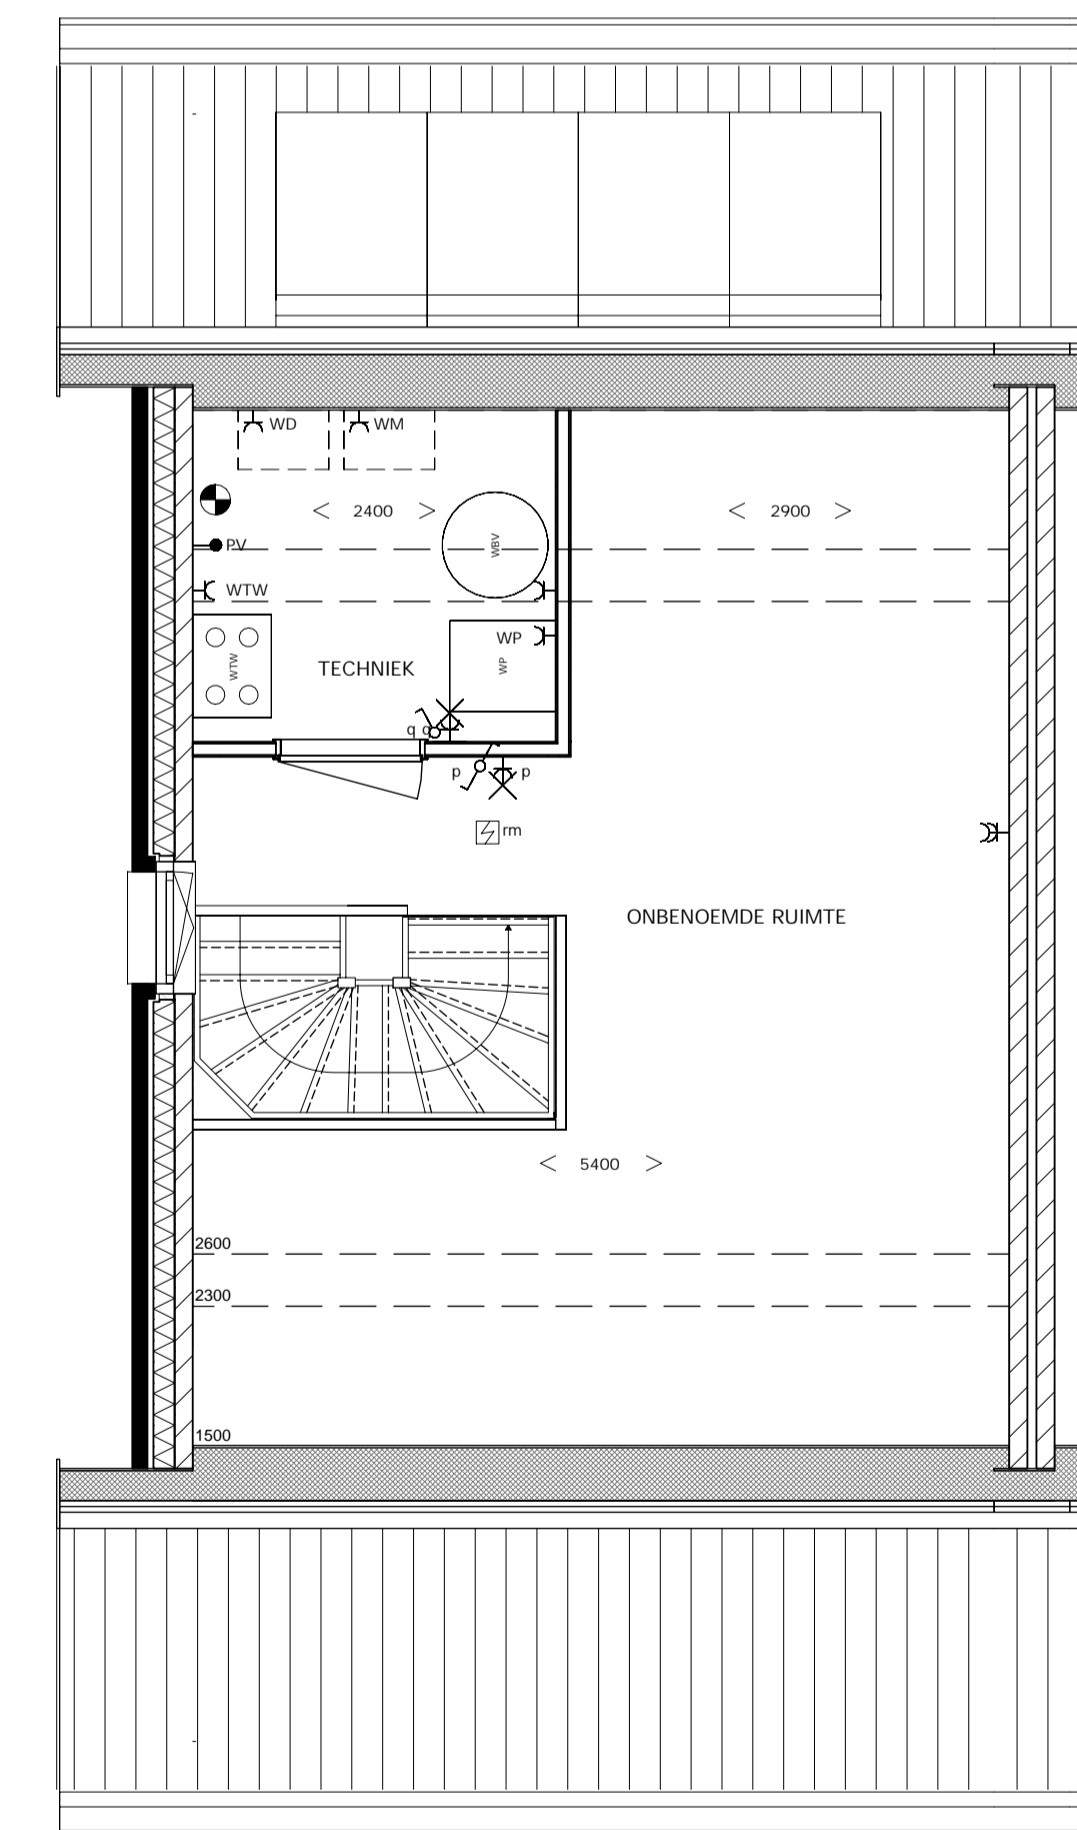 WD
WM
2400
2900
WBV
PV
WTW
WTW
WP
WP
TECHNIEK
q q
p
p
rm
ONBENOEMDE RUIMTE
5400
2600
2300
1500